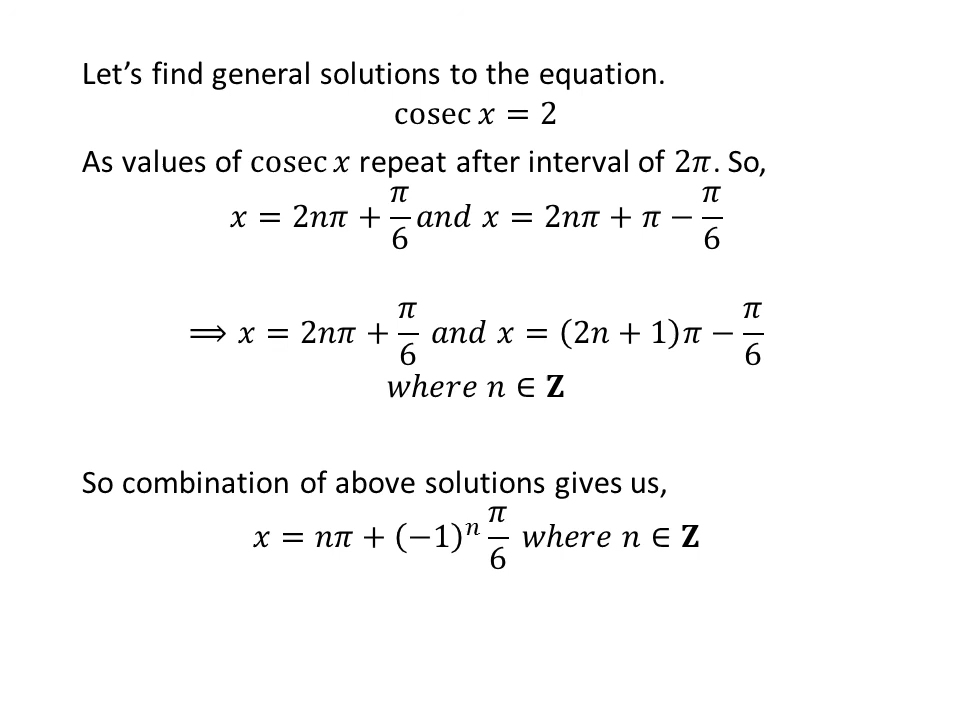 Let’s find general solutions to the equation.
cosec x = 2
As values of cosec x repeat after interval of 2π. So,
x = 2nπ + π/6 and x = 2nπ + π − π/6
⟹ x = 2nπ + π/6 and x = (2n + 1)π − π/6
where n ∈ 𝐙
So combination of above solutions gives us,
x = nπ + (−1)ⁿ π/6 where n ∈ 𝐙